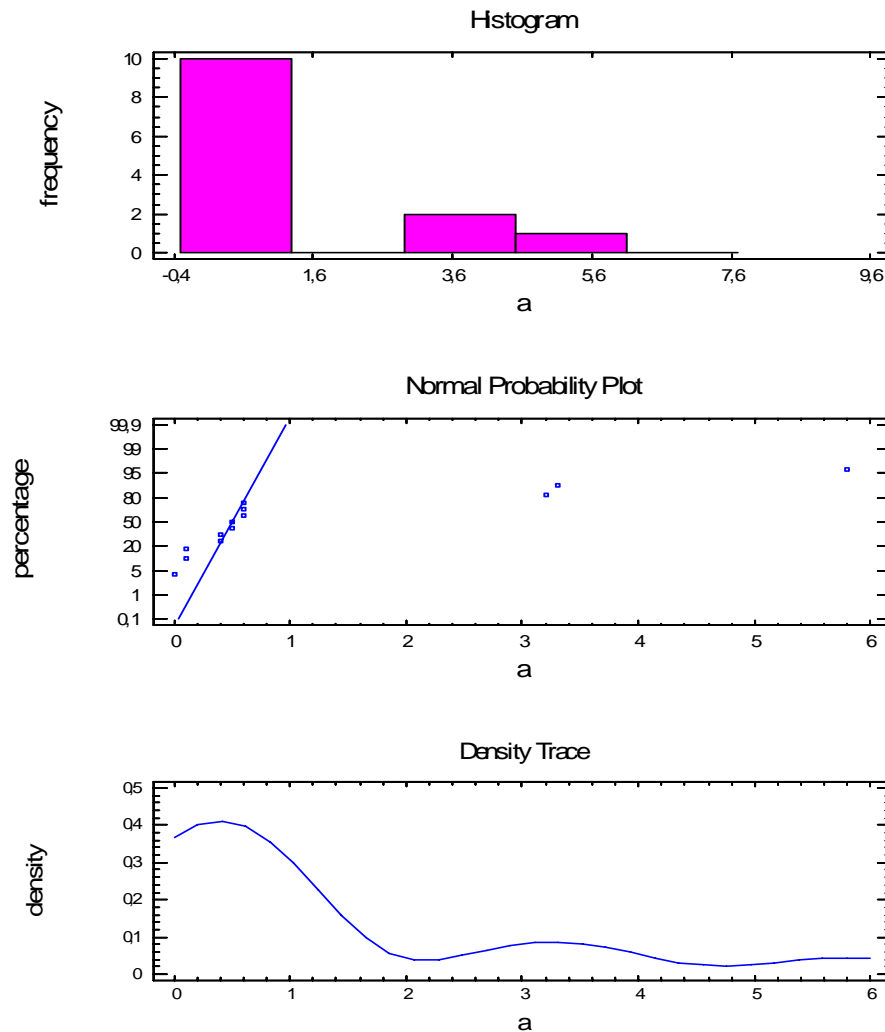 Histogram
10
8
6
4
2
0
frequency
-0,4 1,6 3,6 5,6 7,6 9,6
a
Normal Probability Plot
99,9
99
95
80
50
20
5
1
0,1
percentage
0 1 2 3 4 5 6
a
Density Trace
0,5
0,4
0,3
0,2
0,1
0
density
0 1 2 3 4 5 6
a